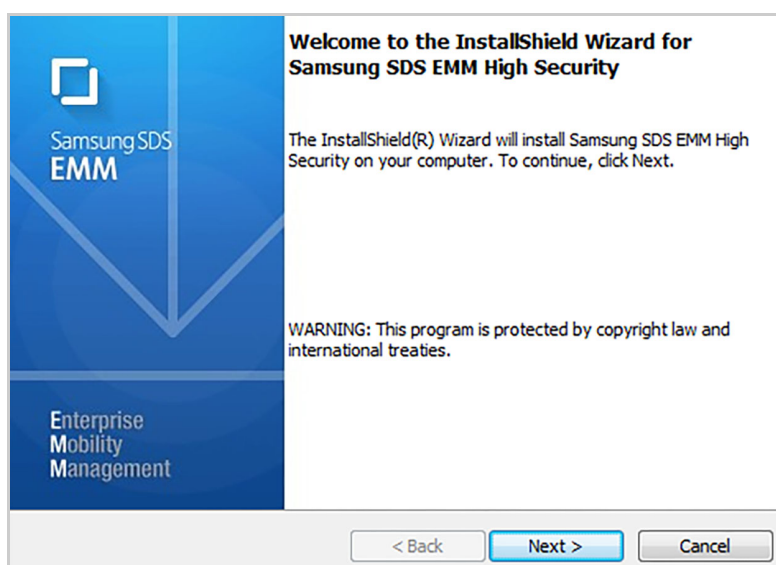 Welcome to the InstallShield Wizard for
Samsung SDS EMM High Security
Samsung SDS
EMM
The InstallShield(R) Wizard will install Samsung SDS EMM High
Security on your computer. To continue, click Next.
WARNING: This program is protected by copyright law and
international treaties.
Enterprise
Mobility
Management
< Back
Next >
Cancel